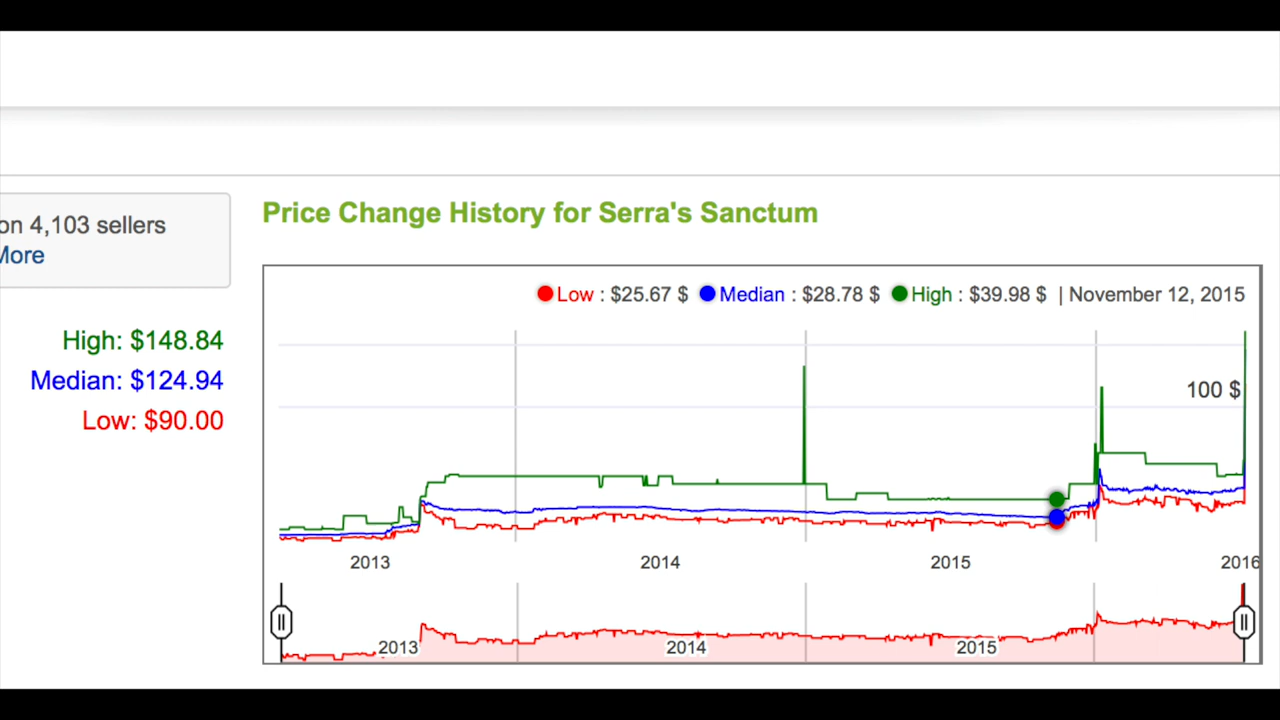 on 4,103 sellers
More
High: $148.84
Median: $124.94
Low: $90.00
Price Change History for Serra's Sanctum
Low : $25.67 $ Median : $28.78 $ High : $39.98 $ | November 12, 2015
100 $
2013 2014 2015 2016
2013 2014 2015